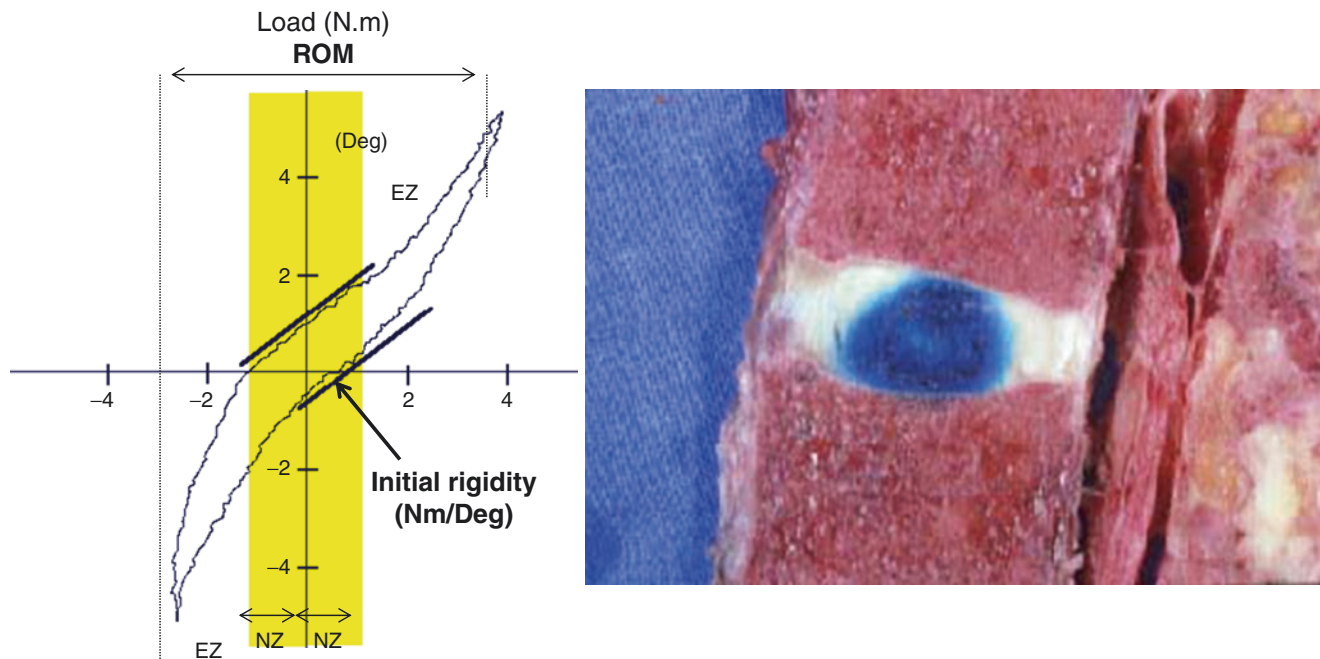 Load (N.m)
ROM
(Deg)
4
EZ
2
−4
−2
2
4
−2
Initial rigidity
(Nm/Deg)
−4
NZ
NZ
EZ